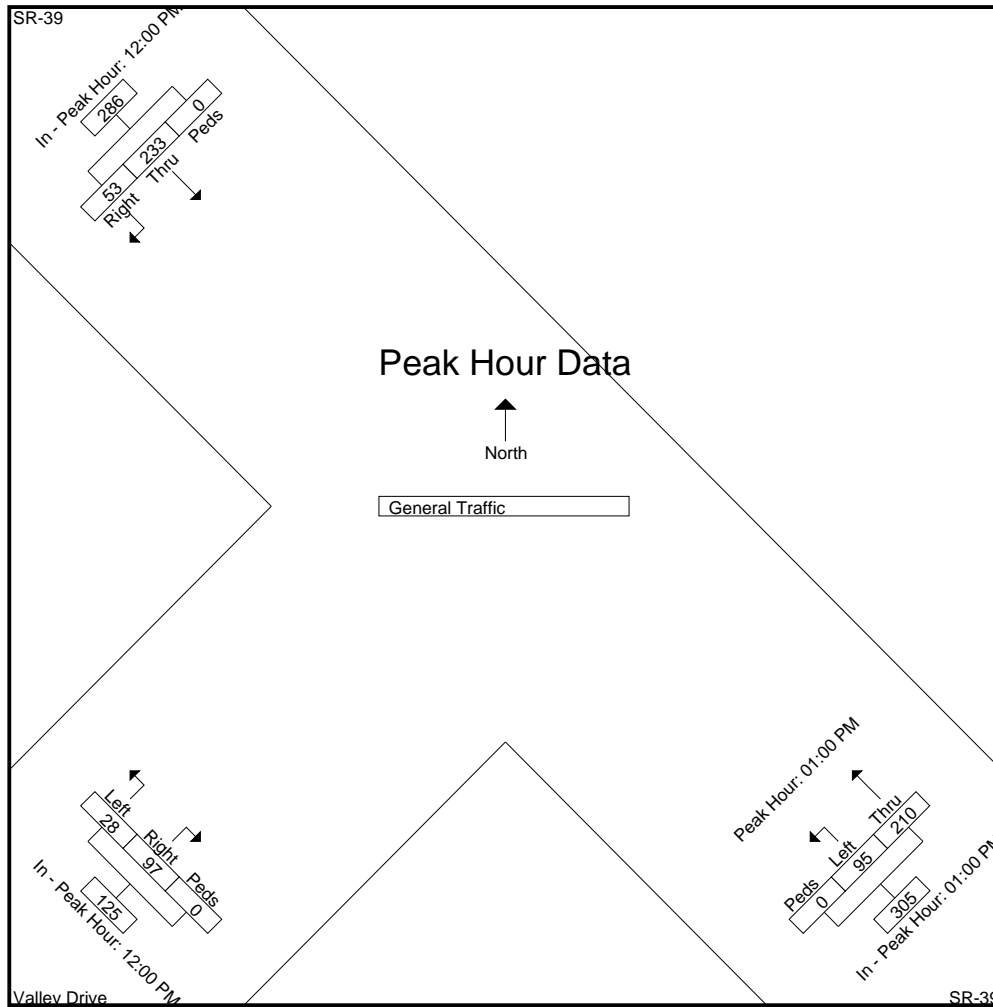 SR-39
In - Peak Hour: 12:00 PM
286
53
233
0
Right
Thru
Peds
Peak Hour Data
North
General Traffic
Left
Right
Peds
28
97
0
125
In - Peak Hour: 12:00 PM
Valley Drive
Peak Hour: 01:00 PM
Peds
Left
Thru
0
95
210
305
In - Peak Hour: 01:00 PM
SR-39